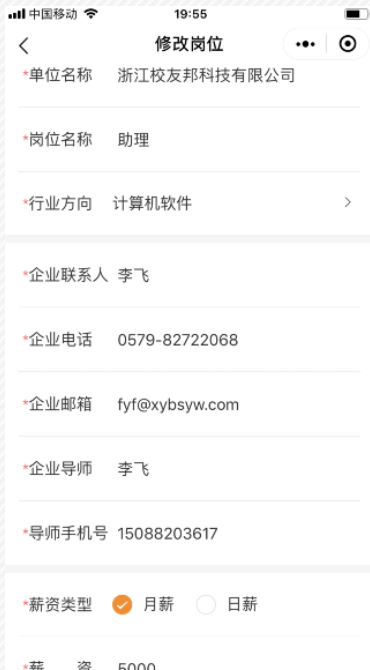 中国移动 19:55
修改岗位
*单位名称 浙江校友邦科技有限公司
*岗位名称 助理
*行业方向 计算机软件
*企业联系人 李飞
*企业电话 0579-82722068
*企业邮箱 fyf@xybsyw.com
*企业导师 李飞
*导师手机号 15088203617
*薪资类型 月薪 日薪
*薪 资 5000